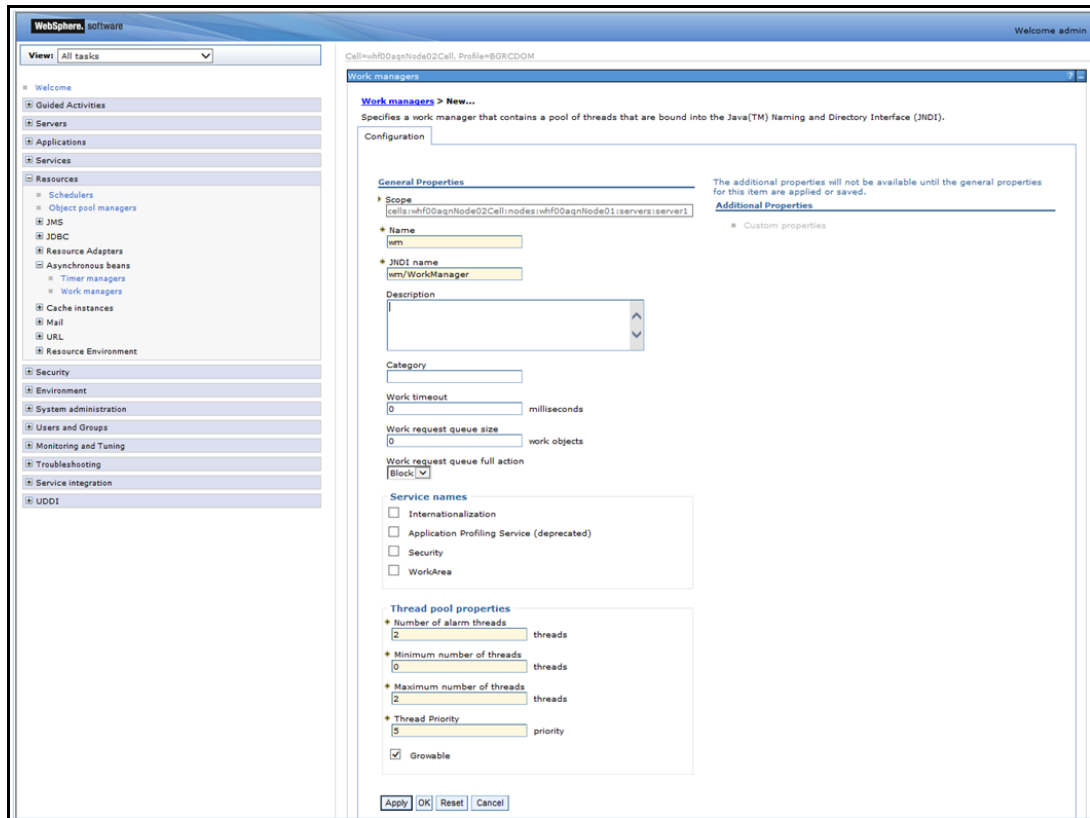 WebSphere. software
Welcome admin
View: All tasks
Cell=whf00aqnNode02Cell, Profile=BGRCDOM
Work managers
? _
Welcome
Guided Activities
Servers
Applications
Services
Resources
Schedulers
Object pool managers
JMS
JDBC
Resource Adapters
Asynchronous beans
Timer managers
Work managers
Cache instances
Mail
URL
Resource Environment
Security
Environment
System administration
Users and Groups
Monitoring and Tuning
Troubleshooting
Service integration
UDDI
Work managers > New...
Specifies a work manager that contains a pool of threads that are bound into the Java(TM) Naming and Directory Interface (JNDI).
Configuration
General Properties
Scope
cells:whf00aqnNode02Cell:nodes:whf00aqnNode01:servers:server1
* Name
wm
* JNDI name
wm/WorkManager
Description
Category
Work timeout
0 milliseconds
Work request queue size
0 work objects
Work request queue full action
Block
Service names
Internationalization
Application Profiling Service (deprecated)
Security
WorkArea
Thread pool properties
* Number of alarm threads
2 threads
* Minimum number of threads
0 threads
* Maximum number of threads
2 threads
* Thread Priority
5 priority
Growable
Apply OK Reset Cancel
The additional properties will not be available until the general properties
for this item are applied or saved.
Additional Properties
Custom properties